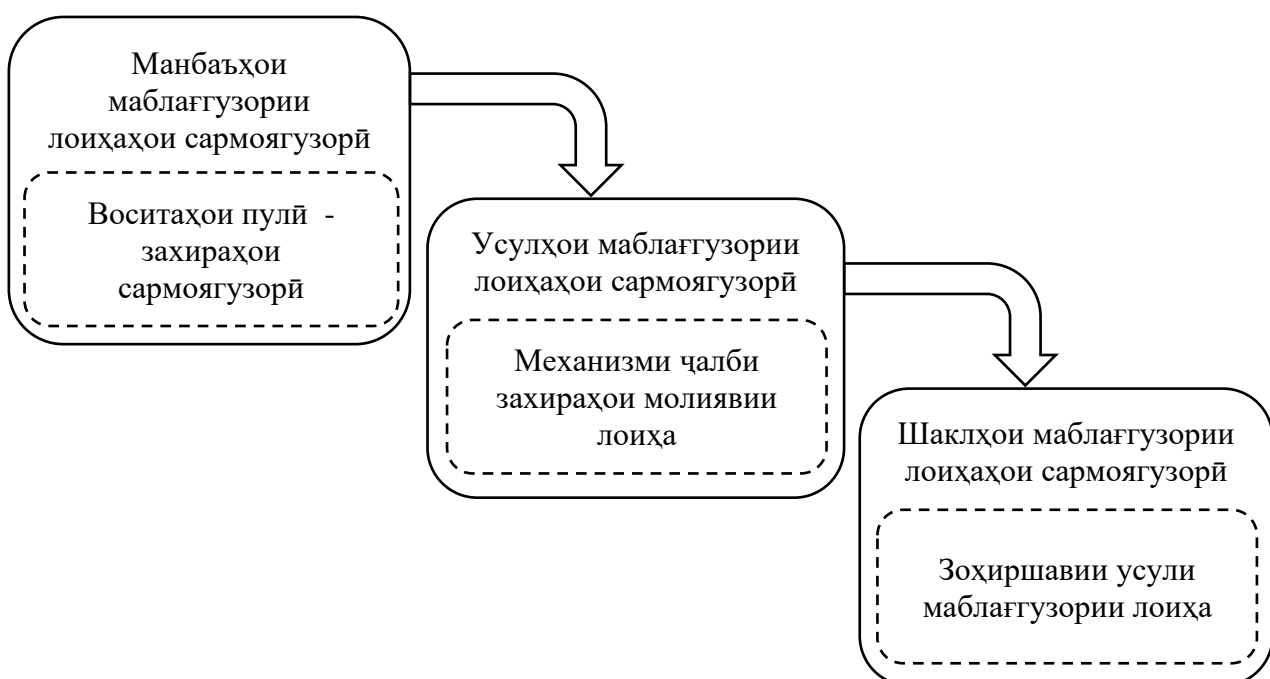 Манбаъҳои
маблағгузории
лоиҳаҳои сармоягузорӣ
Воситаҳои пулӣ -
захираҳои
сармоягузорӣ
Усулҳои маблағгузории
лоиҳаҳои сармоягузорӣ
Механизми ҷалби
захираҳои молиявии
лоиҳа
Шаклҳои маблағгузории
лоиҳаҳои сармоягузорӣ
Зоҳиршавии усули
маблағгузории лоиҳа